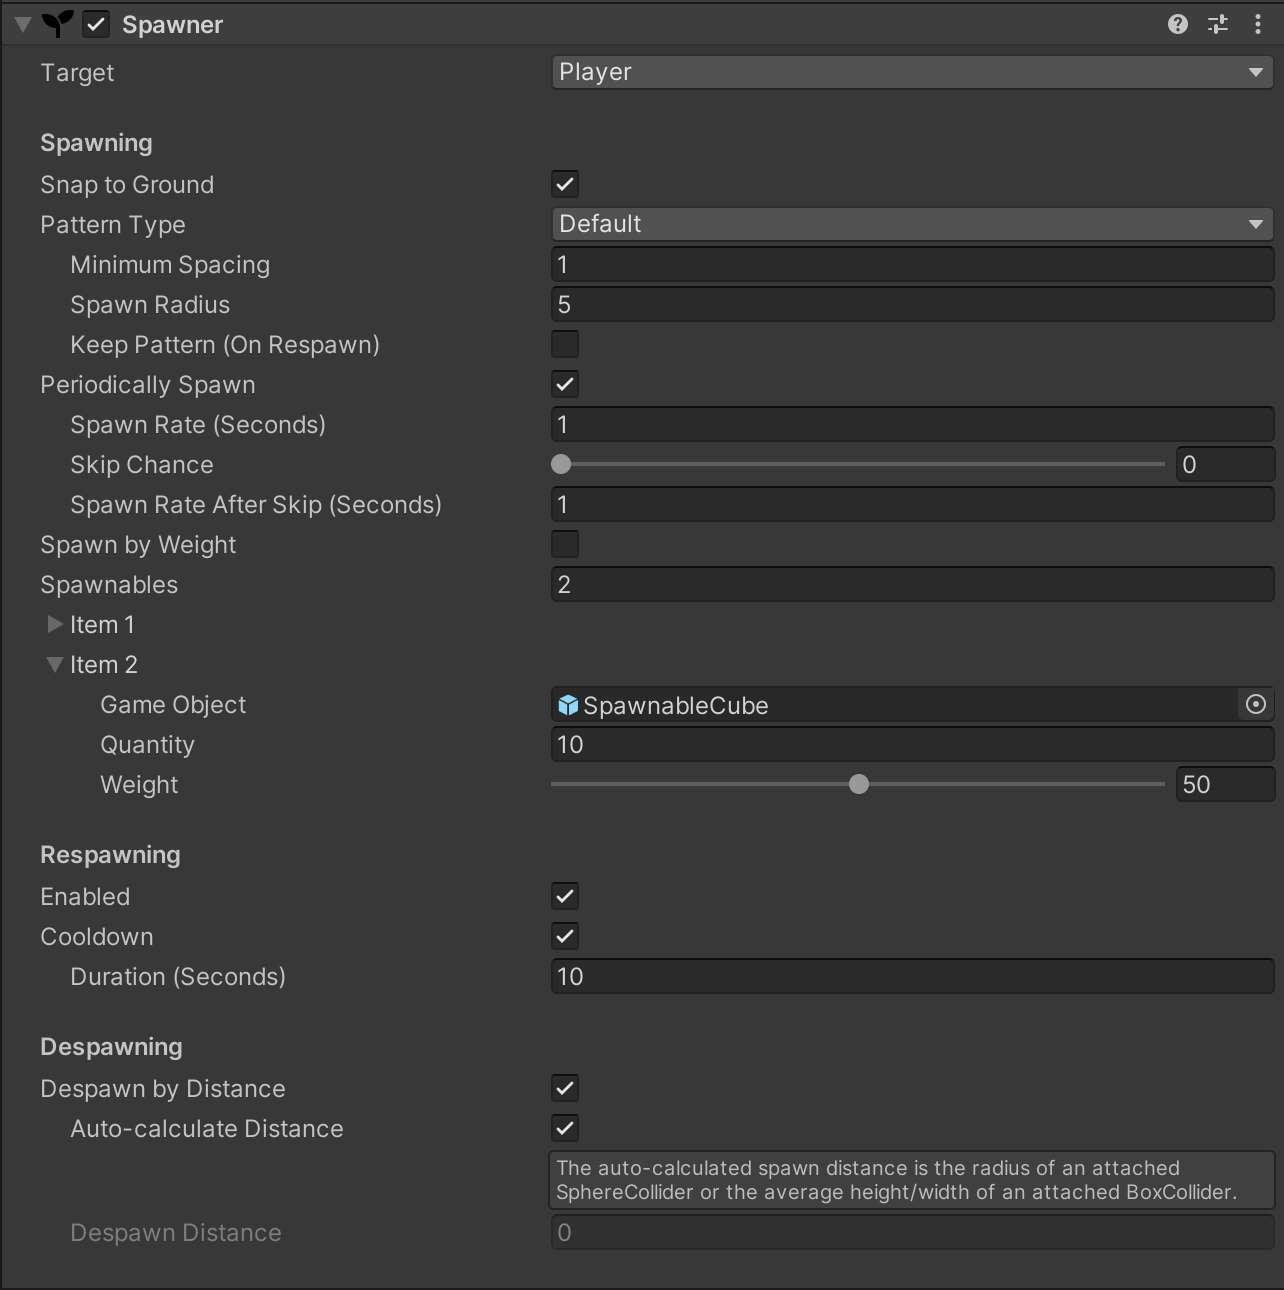 Spawner
Target Player
Spawning
Snap to Ground
Pattern Type Default
Minimum Spacing 1
Spawn Radius 5
Keep Pattern (On Respawn)
Periodically Spawn
Spawn Rate (Seconds) 1
Skip Chance 0
Spawn Rate After Skip (Seconds) 1
Spawn by Weight
Spawnables 2
Item 1
Item 2
Game Object SpawnableCube
Quantity 10
Weight 50
Respawning
Enabled
Cooldown
Duration (Seconds) 10
Despawning
Despawn by Distance
Auto-calculate Distance
The auto-calculated spawn distance is the radius of an attached
SphereCollider or the average height/width of an attached BoxCollider.
Despawn Distance 0